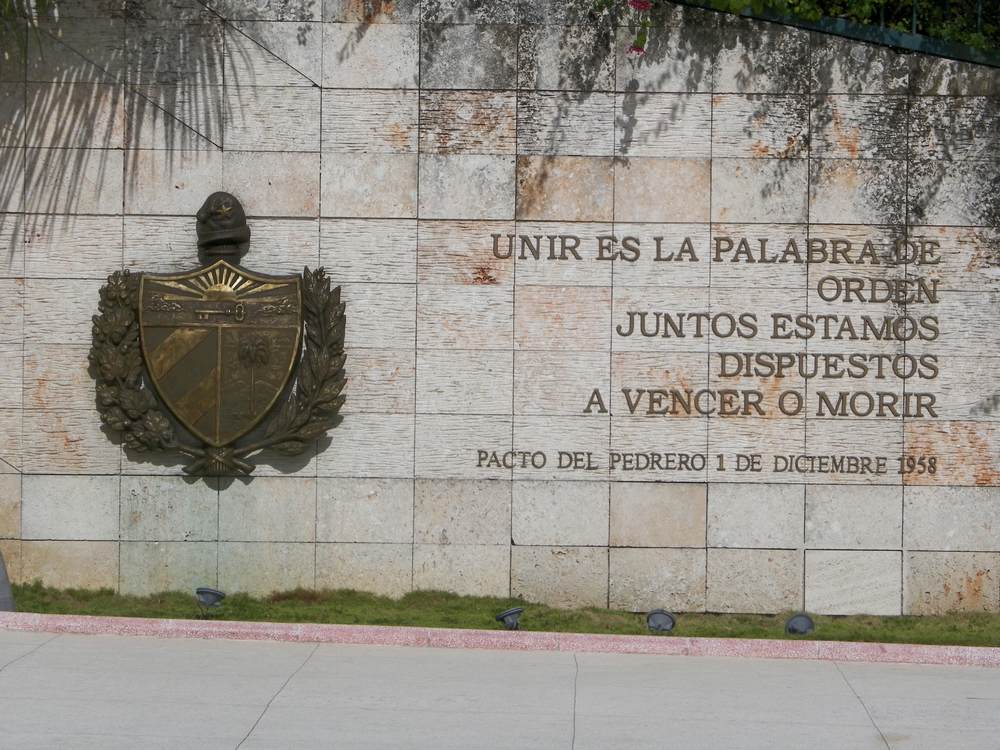 UNIR ES LA PALABRA DE
ORDEN
JUNTOS ESTAMOS
DISPUESTOS
A VENCER O MORIR
PACTO DEL PEDRERO 1 DE DICIEMBRE 1958